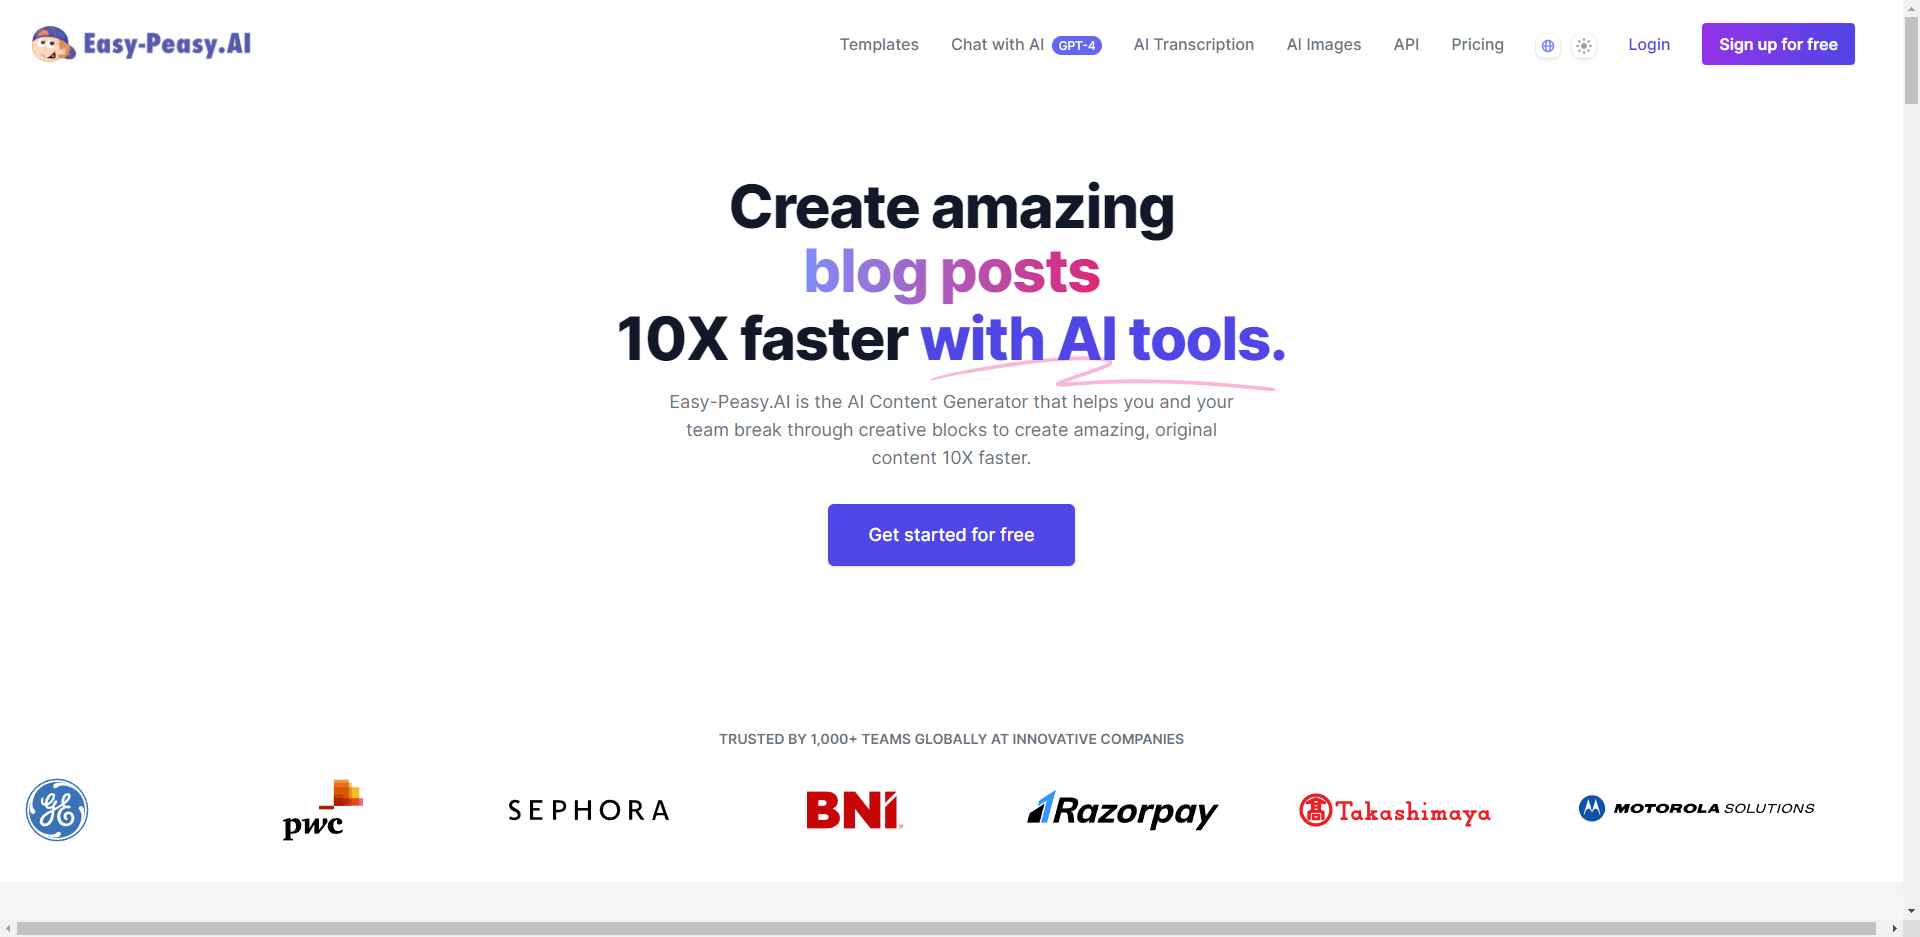 Easy-Peasy.AI
Templates
Chat with AI GPT-4
AI Transcription
AI Images
API
Pricing
Login
Sign up for free
Create amazing
blog posts
10X faster with AI tools.
Easy-Peasy.AI is the AI Content Generator that helps you and your
team break through creative blocks to create amazing, original
content 10X faster.
Get started for free
TRUSTED BY 1,000+ TEAMS GLOBALLY AT INNOVATIVE COMPANIES
GE
pwc
SEPHORA
BNI
Razorpay
髙 Takashimaya
MOTOROLA SOLUTIONS